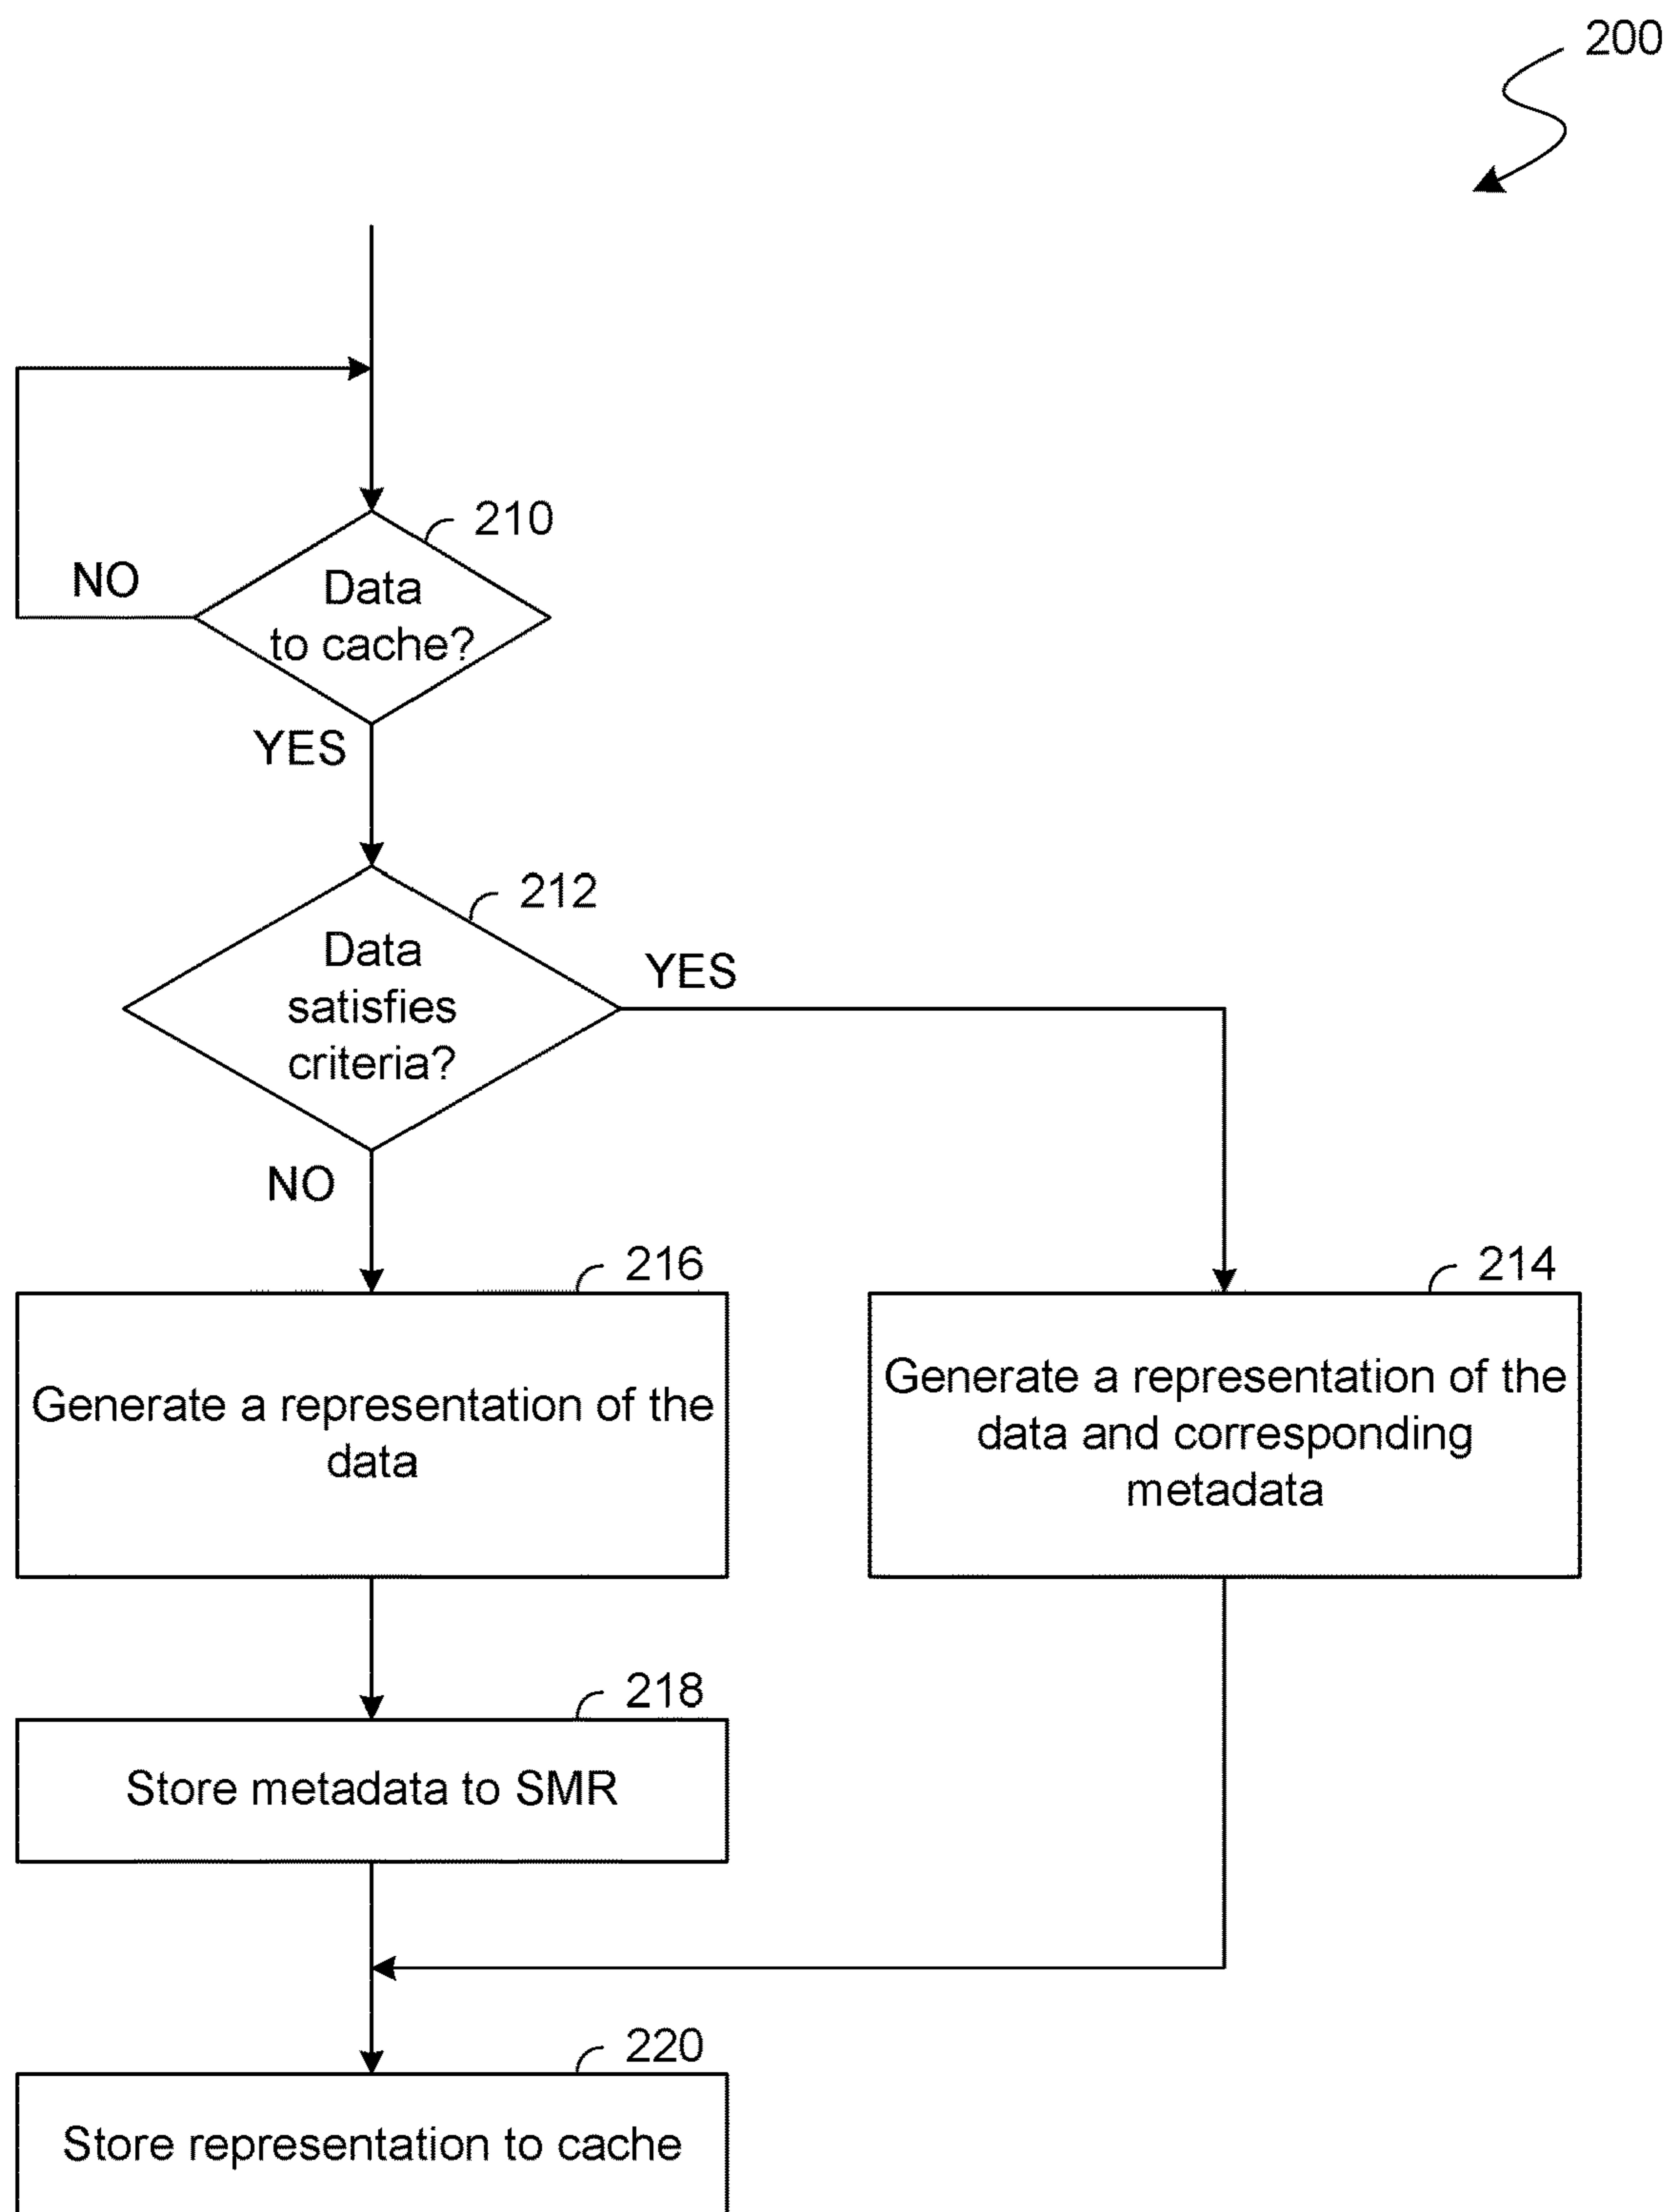 200
210
NO
Data
to cache?
YES
212
Data
satisfies
criteria?
YES
NO
216
Generate a representation of the
data
214
Generate a representation of the
data and corresponding
metadata
218
Store metadata to SMR
220
Store representation to cache